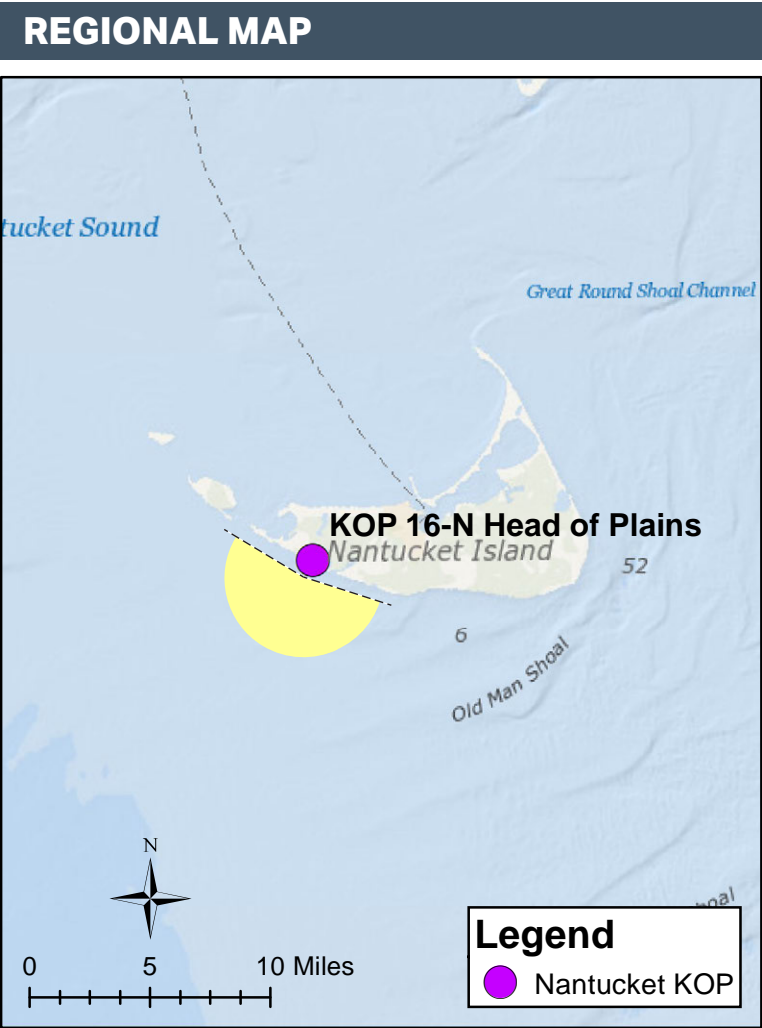 REGIONAL MAP
tucket Sound
Great Round Shoal Channel
KOP 16-N Head of Plains
Nantucket Island
52
6
Old Man Shoal
N
hoal
0 5 10 Miles
Legend
Nantucket KOP